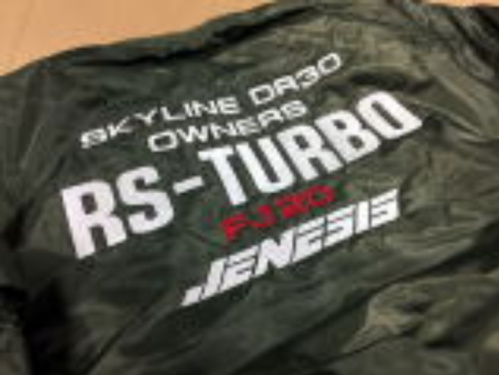 SKYLINE DR30
OWNERS
RS-TURBO
FJ20
JENESIS